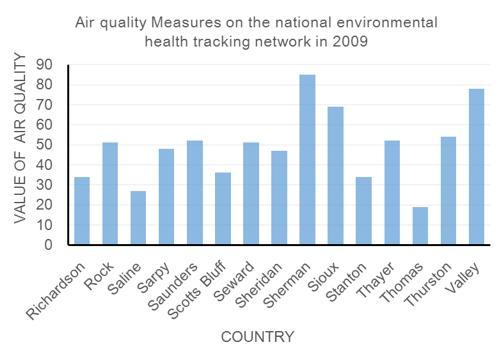 Air quality Measures on the national environmental
health tracking network in 2009
VALUE OF AIR QUALITY
90
80
70
60
50
40
30
20
10
0
Richardson
Rock
Saline
Sarpy
Saunders
Scotts Bluff
Seward
Sheridan
Sherman
Sioux
Stanton
Thayer
Thomas
Thurston
Valley
COUNTRY